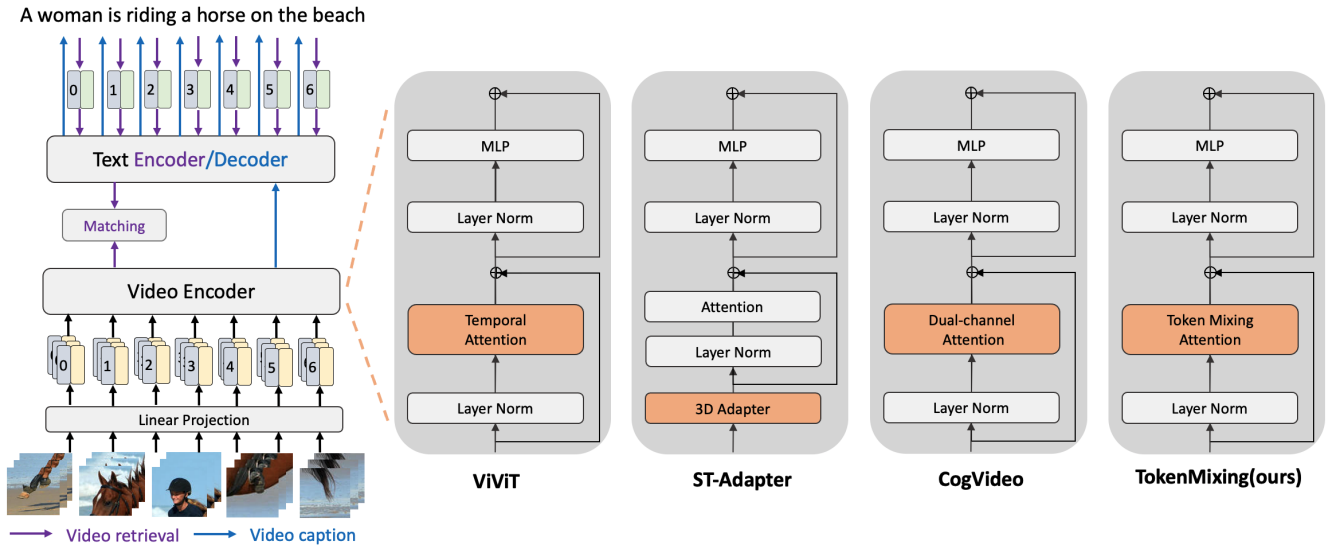 A woman is riding a horse on the beach
0 1 2 3 4 5 6
Text Encoder/Decoder
Matching
Video Encoder
0 1 2 3 4 5 6
Linear Projection
Video retrieval
Video caption
MLP
Layer Norm
Temporal
Attention
Layer Norm
ViViT
MLP
Layer Norm
Attention
Layer Norm
3D Adapter
ST-Adapter
MLP
Layer Norm
Dual-channel
Attention
Layer Norm
CogVideo
MLP
Layer Norm
Token Mixing
Attention
Layer Norm
TokenMixing(ours)